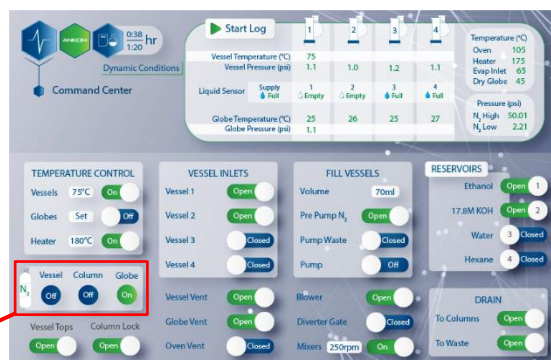 ANKOM
0:38
1:20 hr
Dynamic Conditions
Command Center
Start Log 1 2 3 4
Vessel Temperature (°C) 75
Vessel Pressure (psi) 1.1 1.0 1.2 1.1
Liquid Sensor Supply 1 2 3 4
Full Empty Empty Full Full
Globe Temperature (°C) 25 26 25 27
Globe Pressure (psi) 1.1
Temperature (°C)
Oven 105
Heater 175
Evap Inlet 65
Dry Globe 45
Pressure (psi)
N2 High 50.01
N2 Low 2.21
TEMPERATURE CONTROL
Vessels 75°C On
Globes Set Off
Heater 180°C On
N2
Vessel Column Globe
Off Off On
Vessel Tops Column Lock
Open Open
VESSEL INLETS
Vessel 1 Open
Vessel 2 Open
Vessel 3 Closed
Vessel 4 Closed
Vessel Vent Open
Globe Vent Open
Oven Vent Closed
FILL VESSELS
Volume 70ml
Pre Pump N2 Open
Pump Waste Closed
Pump Off
Blower Open
Diverter Gate Closed
Mixers 250rpm On
RESERVOIRS
Ethanol Open 1
17.8M KOH Open 2
Water 3 Closed
Hexane 4 Closed
DRAIN
To Columns Open
To Waste Open